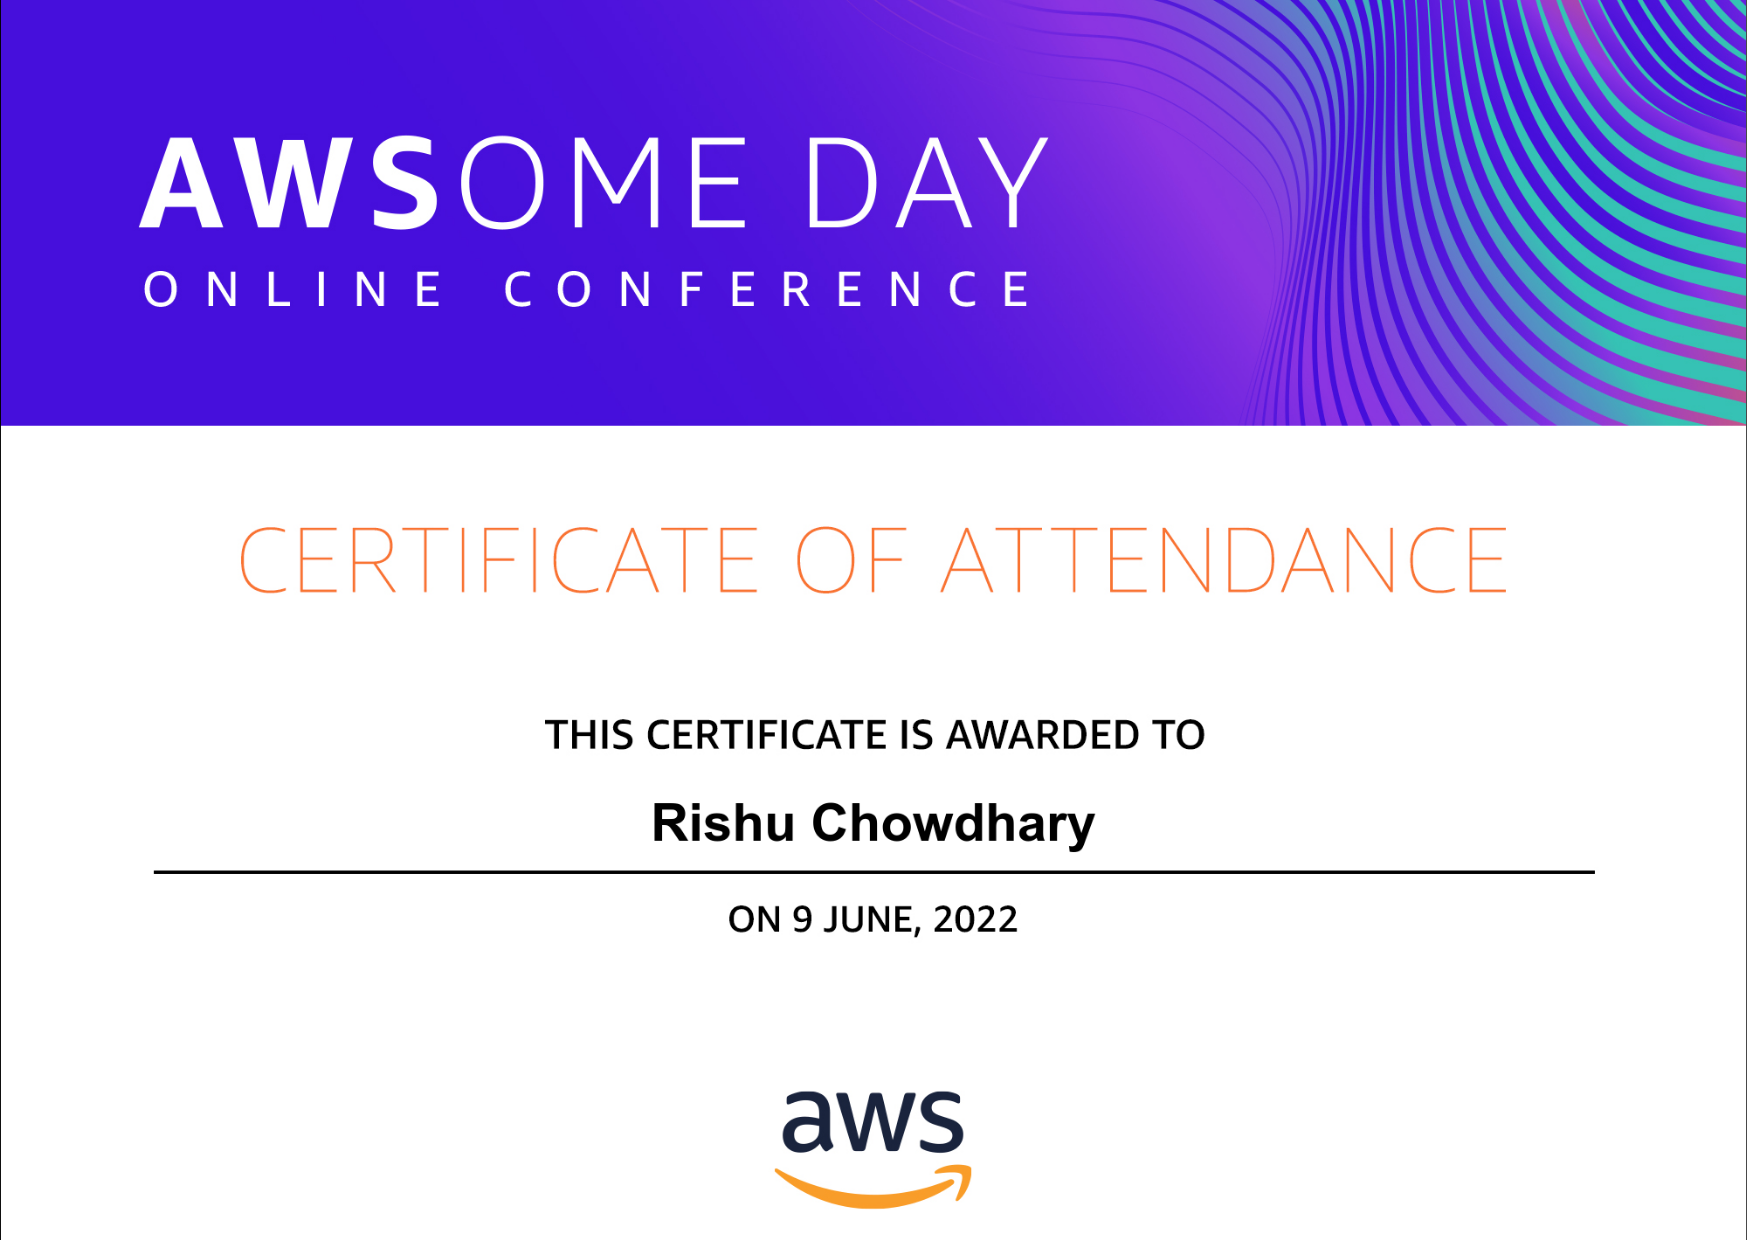 AWSOME DAY
ONLINE CONFERENCE
CERTIFICATE OF ATTENDANCE
THIS CERTIFICATE IS AWARDED TO
Rishu Chowdhary
ON 9 JUNE, 2022
aws